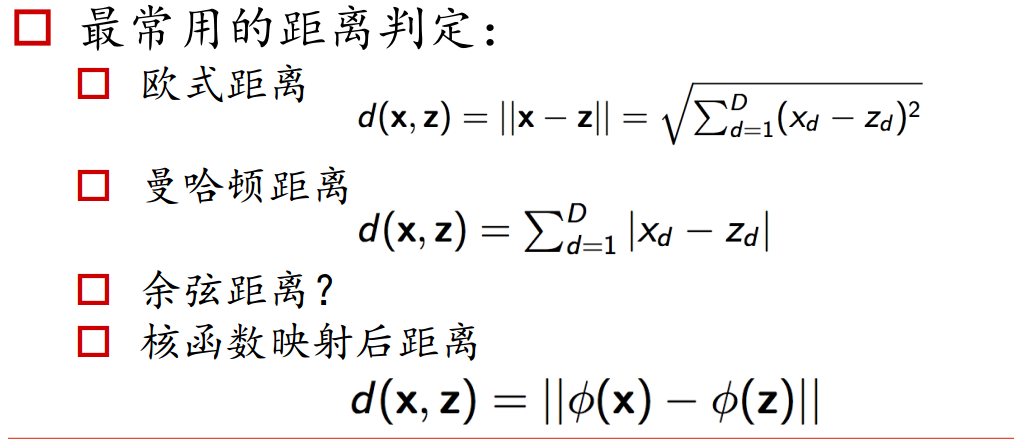 最常用的距离判定：
欧式距离
d(x, z) = ||x − z|| = √∑_{d=1}^{D}(x_d − z_d)²
曼哈顿距离
d(x, z) = ∑_{d=1}^{D} |x_d − z_d|
余弦距离？
核函数映射后距离
d(x, z) = ||ϕ(x) − ϕ(z)||